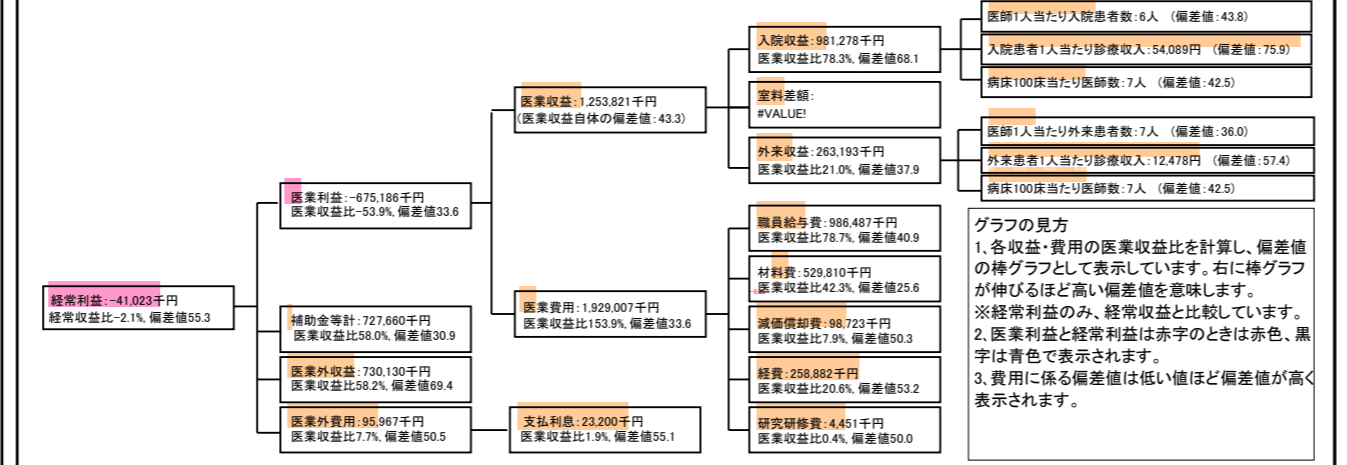 経常利益:-41,023千円
経常収支比-2.1%, 偏差値55.3
医業利益:-675,186千円
医業収益比-53.9%, 偏差値33.6
補助金等計:727,660千円
医業収益比58.0%, 偏差値30.9
医業外収益:730,130千円
医業収益比58.2%, 偏差値69.4
医業外費用:95,967千円
医業収益比7.7%, 偏差値50.5
医業収益:1,253,821千円
(医業収益自体の偏差値:43.3)
医業費用:1,929,007千円
医業収益比153.9%, 偏差値33.6
支払利息:23,200千円
医業収益比1.9%, 偏差値55.1
入院収益:981,278千円
医業収益比78.3%, 偏差値68.1
室料差額:
#VALUE!
外来収益:263,193千円
医業収益比21.0%, 偏差値37.9
職員給与費:986,487千円
医業収益比78.7%, 偏差値40.9
材料費:529,810千円
医業収益比42.3%, 偏差値25.6
減価償却費:98,723千円
医業収益比7.9%, 偏差値50.3
経費:258,882千円
医業収益比20.6%, 偏差値53.2
研究研修費:4,451千円
医業収益比0.4%, 偏差値50.0
医師1人当たり入院患者数:6人 (偏差値:43.8)
入院患者1人当たり診療収入:54,089円 (偏差値:75.9)
病床100床当たり医師数:7人 (偏差値:42.5)
医師1人当たり外来患者数:7人 (偏差値:36.0)
外来患者1人当たり診療収入:12,478円 (偏差値:57.4)
病床100床当たり医師数:7人 (偏差値:42.5)
グラフの見方
1、各収益・費用の医業収益比を計算し、偏差値
の棒グラフとして表示しています。右に棒グラフ
が伸びるほど高い偏差値を意味します。
※経常利益のみ、経常収益と比較しています。
2、医業利益と経常利益は赤字のときは赤色、黒
字は青色で表示されます。
3、費用に係る偏差値は低い値ほど偏差値が高く
表示されます。